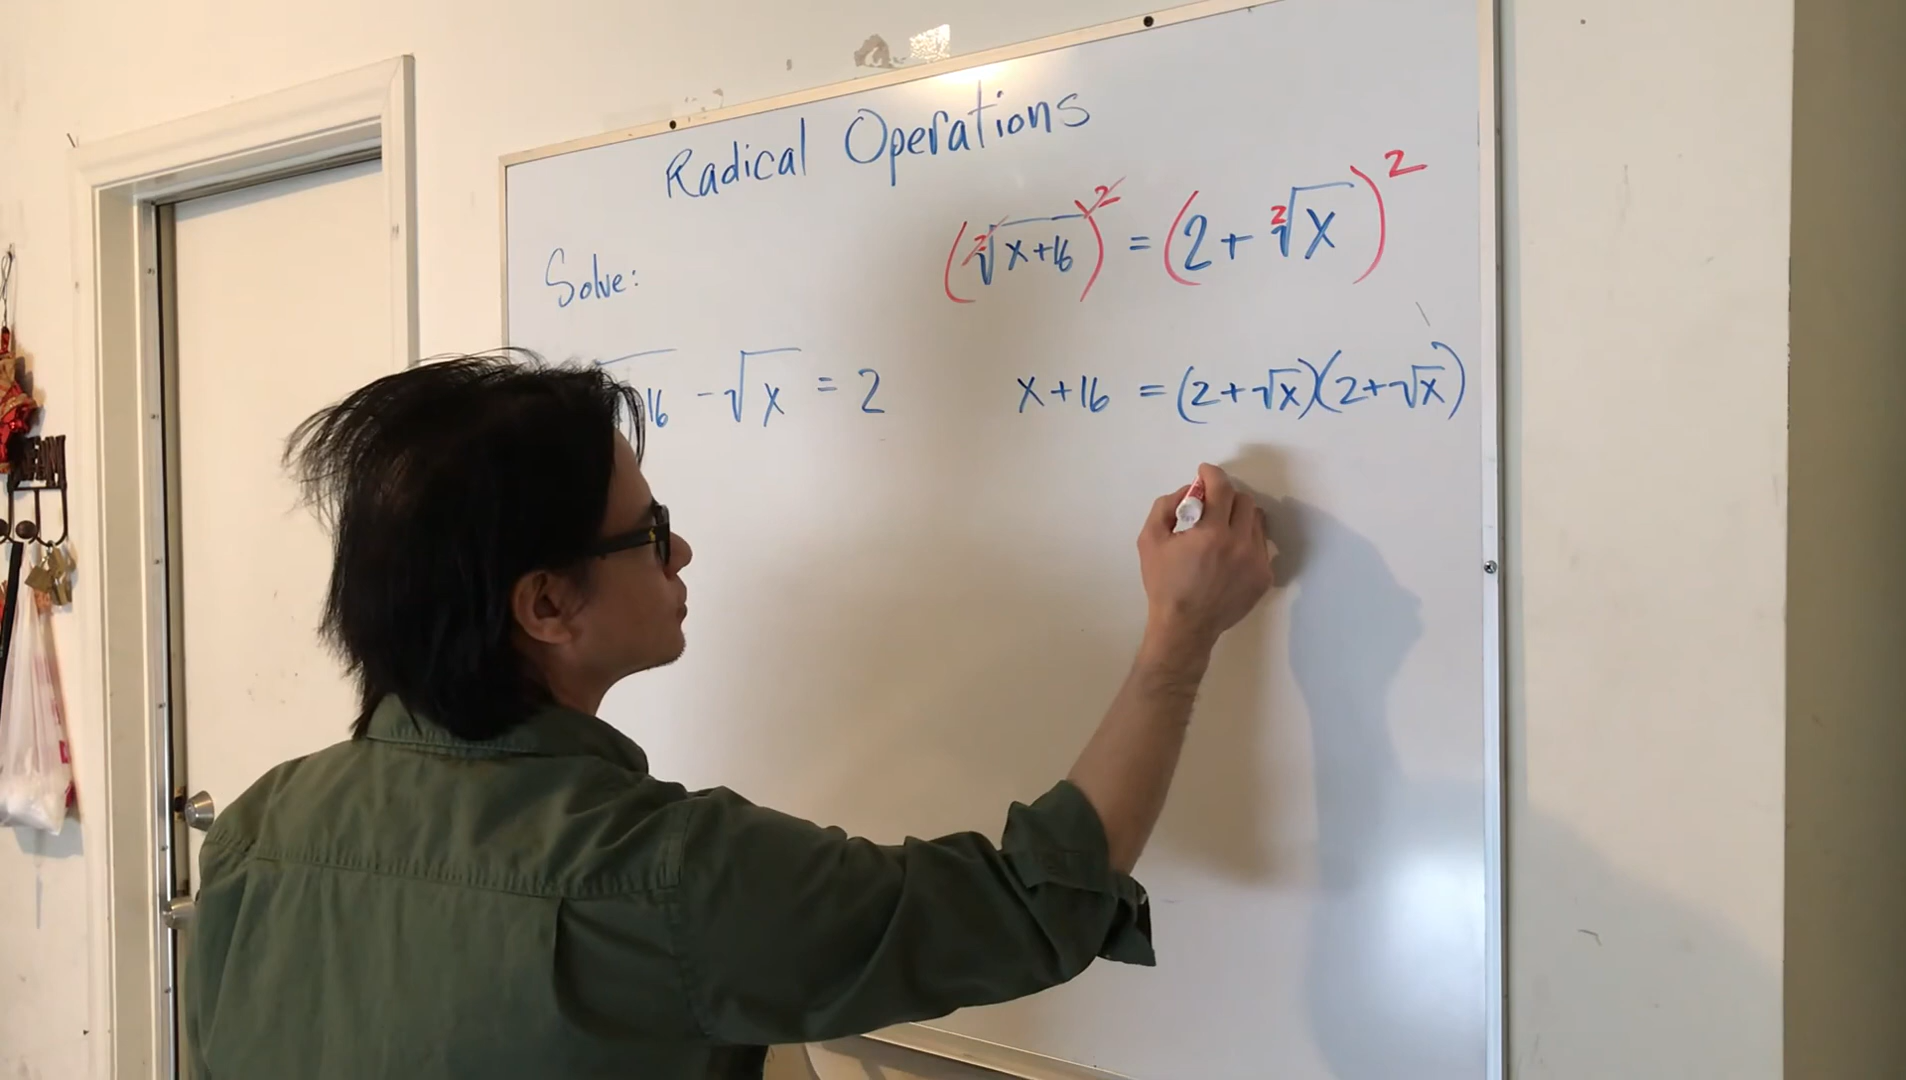 Radical Operations
(²√x+16)² = (2+²√x)²
Solve:
+16 - √x = 2
x+16 = (2+√x)(2+√x)